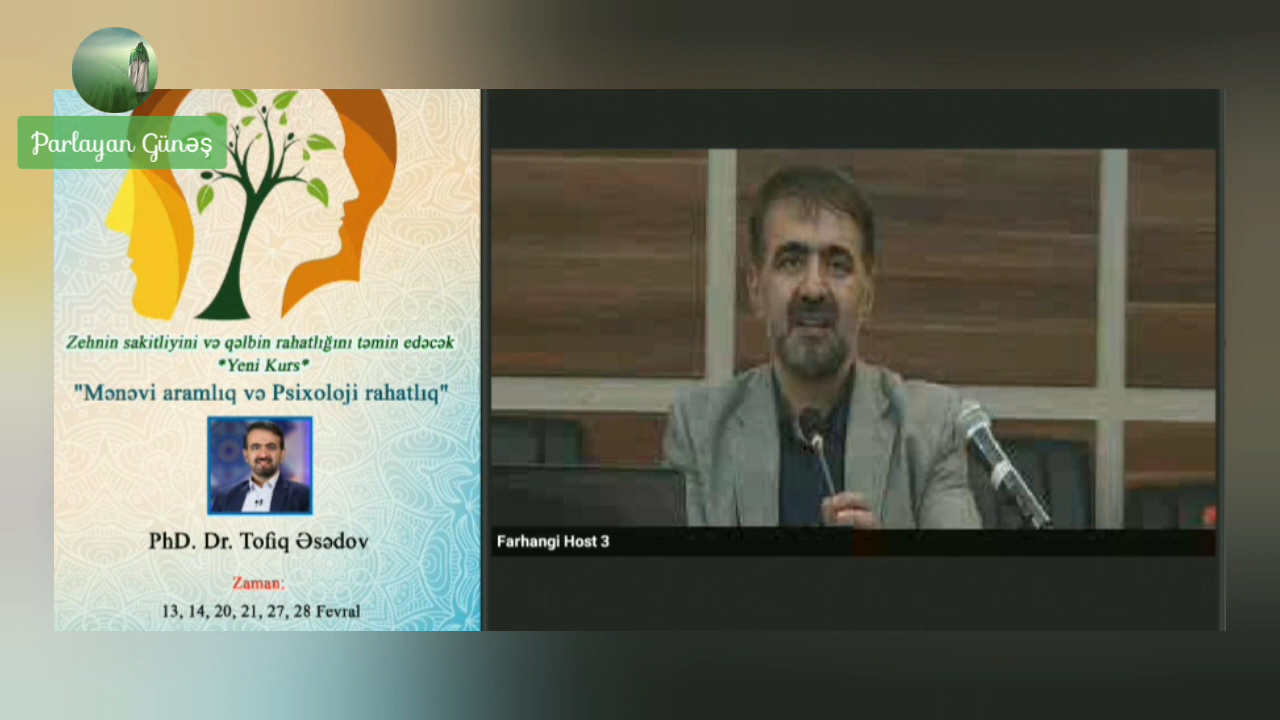 Parlayan Günəş
Zehnin sakitliyini və qəlbin rahatlığını təmin edəcək
*Yeni Kurs*
"Mənəvi aramlıq və Psixoloji rahatlıq"
PhD. Dr. Tofiq Əsədov
Zaman:
13, 14, 20, 21, 27, 28 Fevral
Farhangi Host 3